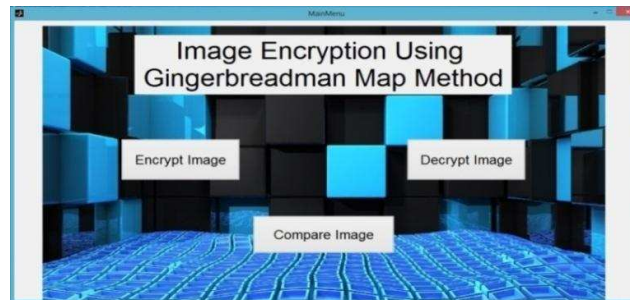 MainMenu
Image Encryption Using
Gingerbreadman Map Method
Encrypt Image
Decrypt Image
Compare Image